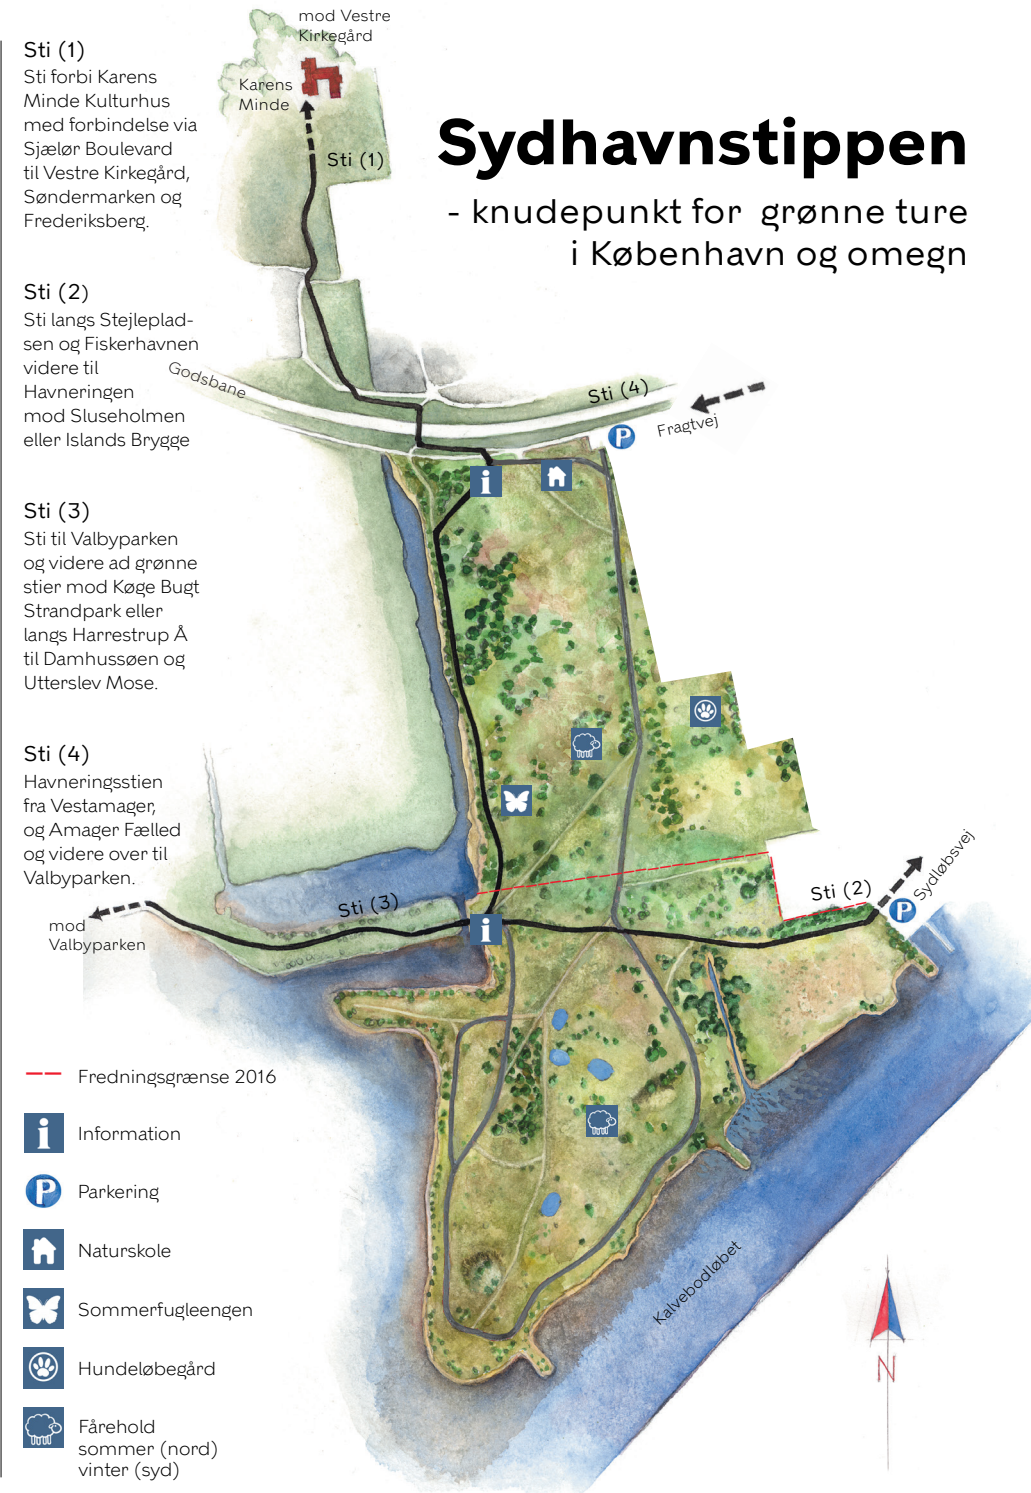 mod Vestre
Kirkegård
Karens
Minde
Sti (1)
Sydhavnstippen
- knudepunkt for grønne ture
i København og omegn
Sti (1)
Sti forbi Karens
Minde Kulturhus
med forbindelse via
Sjælør Boulevard
til Vestre Kirkegård,
Søndermarken og
Frederiksberg.
Sti (2)
Sti langs Stejleplad-
sen og Fiskerhavnen
videre til
Havneringen
mod Sluseholmen
eller Islands Brygge
Sti (3)
Sti til Valbyparken
og videre ad grønne
stier mod Køge Bugt
Strandpark eller
langs Harrestrup Å
til Damhussøen og
Utterslev Mose.
Sti (4)
Havneringsstien
fra Vestamager,
og Amager Fælled
og videre over til
Valbyparken.
Godsbane
Sti (4)
Fragtvej
P
i
Sti (2)
Sydløbsvej
P
Sti (3)
i
mod
Valbyparken
Kalvebodløbet
N
Fredningsgrænse 2016
i Information
P Parkering
Naturskole
Sommerfugleengen
Hundeløbegård
Fårehold
sommer (nord)
vinter (syd)